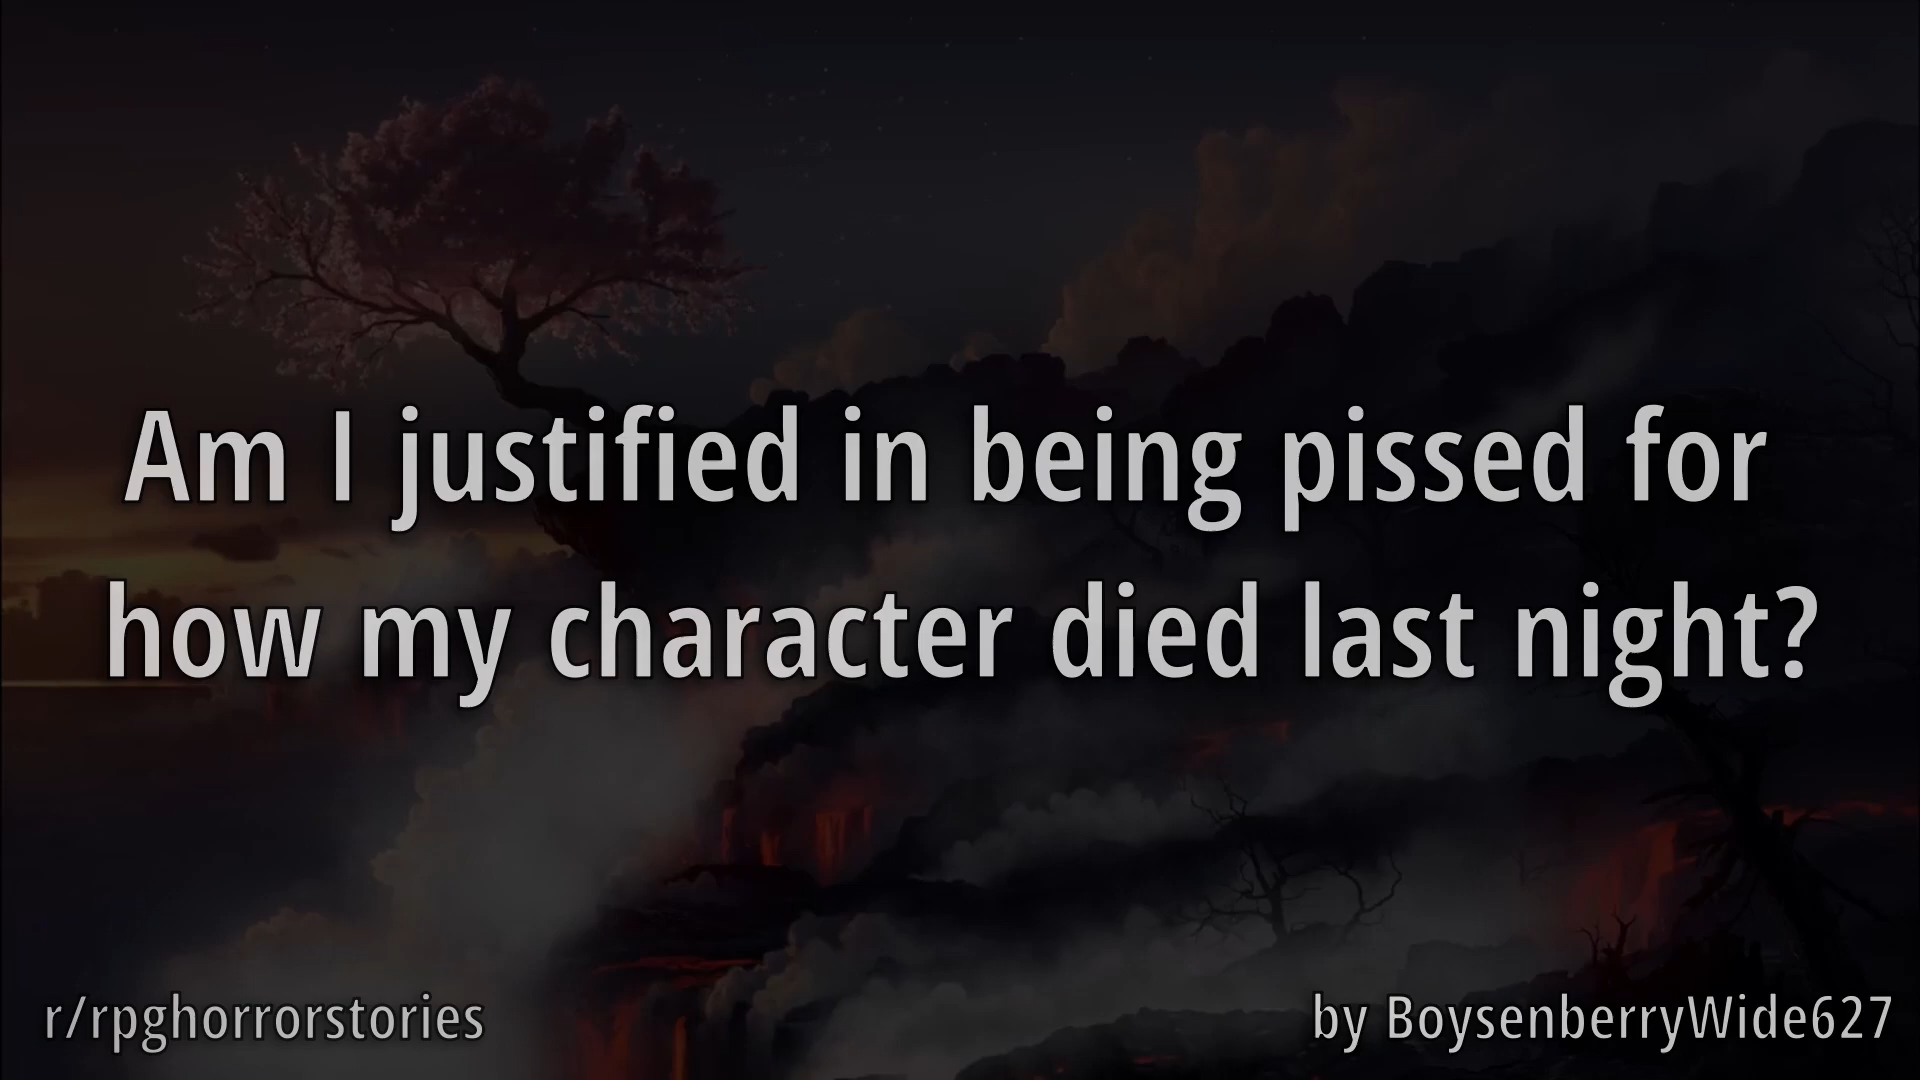 Am I justified in being pissed for
how my character died last night?
r/rpghorrorstories
by BoysenberryWide627